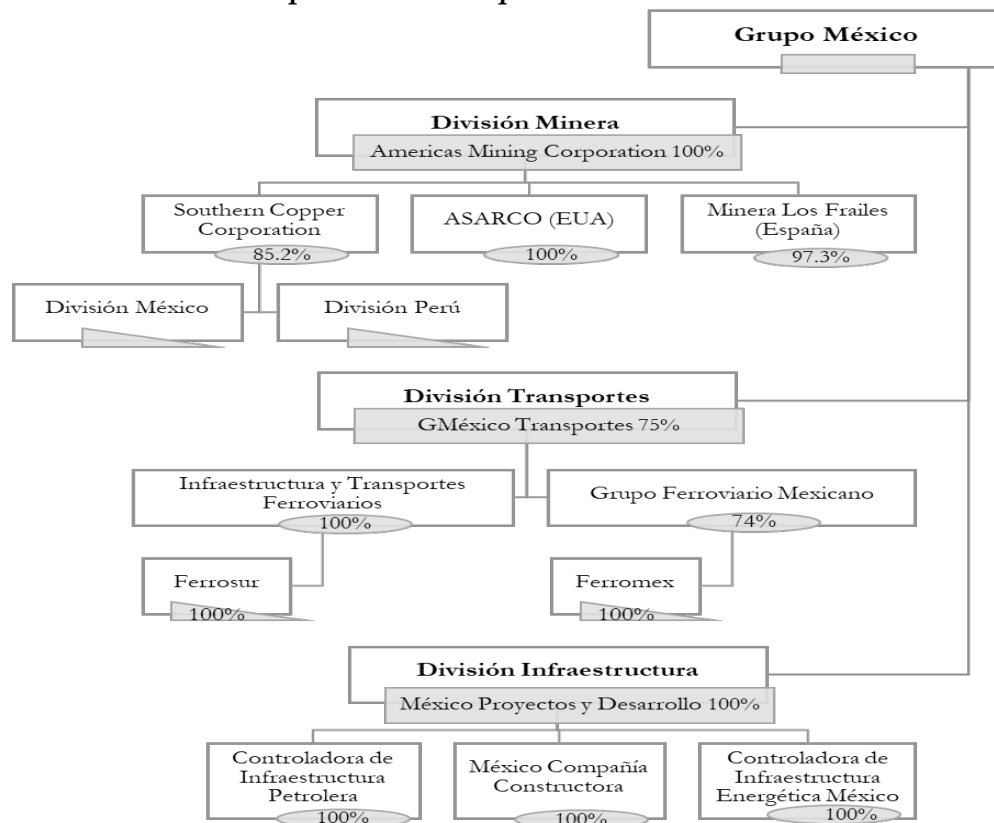 Grupo México
División Minera
Americas Mining Corporation 100%
Southern Copper
Corporation
85.2%
ASARCO (EUA)
100%
Minera Los Frailes
(España)
97.3%
División México
División Perú
División Transportes
GMéxico Transportes 75%
Infraestructura y Transportes
Ferroviarios
100%
Grupo Ferroviario Mexicano
74%
Ferrosur
100%
Ferromex
100%
División Infraestructura
México Proyectos y Desarrollo 100%
Controladora de
Infraestructura
Petrolera
100%
México Compañía
Constructora
100%
Controladora de
Infraestructura
Energética México
100%